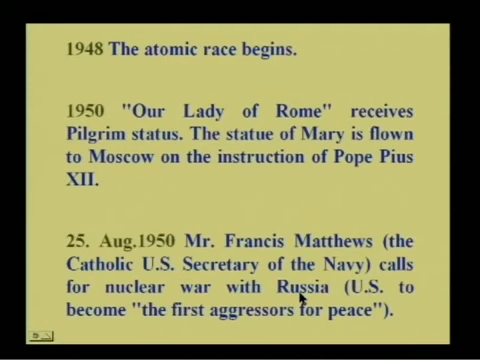 1948 The atomic race begins.
1950 "Our Lady of Rome" receives
Pilgrim status. The statue of Mary is flown
to Moscow on the instruction of Pope Pius
XII.
25. Aug.1950 Mr. Francis Matthews (the
Catholic U.S. Secretary of the Navy) calls
for nuclear war with Russia (U.S. to
become "the first aggressors for peace").